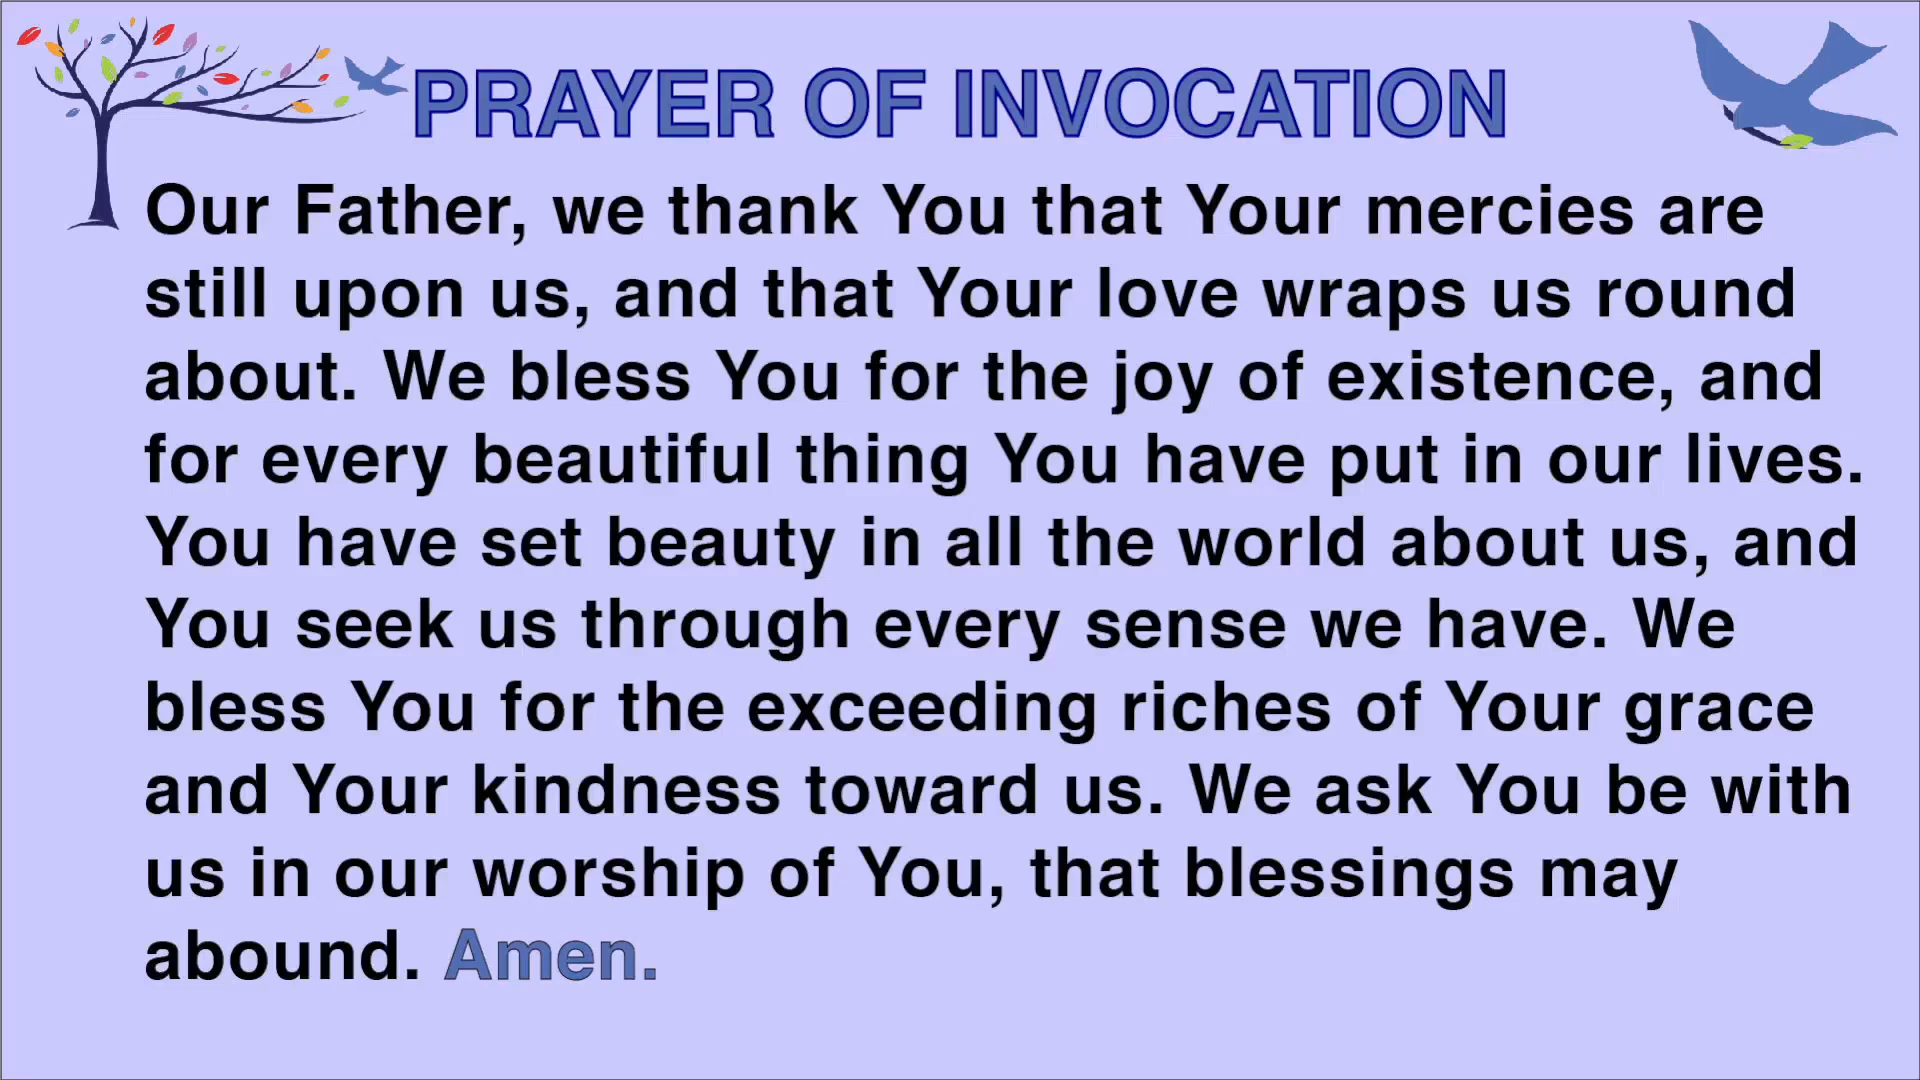 PRAYER OF INVOCATION
Our Father, we thank You that Your mercies are
still upon us, and that Your love wraps us round
about. We bless You for the joy of existence, and
for every beautiful thing You have put in our lives.
You have set beauty in all the world about us, and
You seek us through every sense we have. We
bless You for the exceeding riches of Your grace
and Your kindness toward us. We ask You be with
us in our worship of You, that blessings may
abound. Amen.